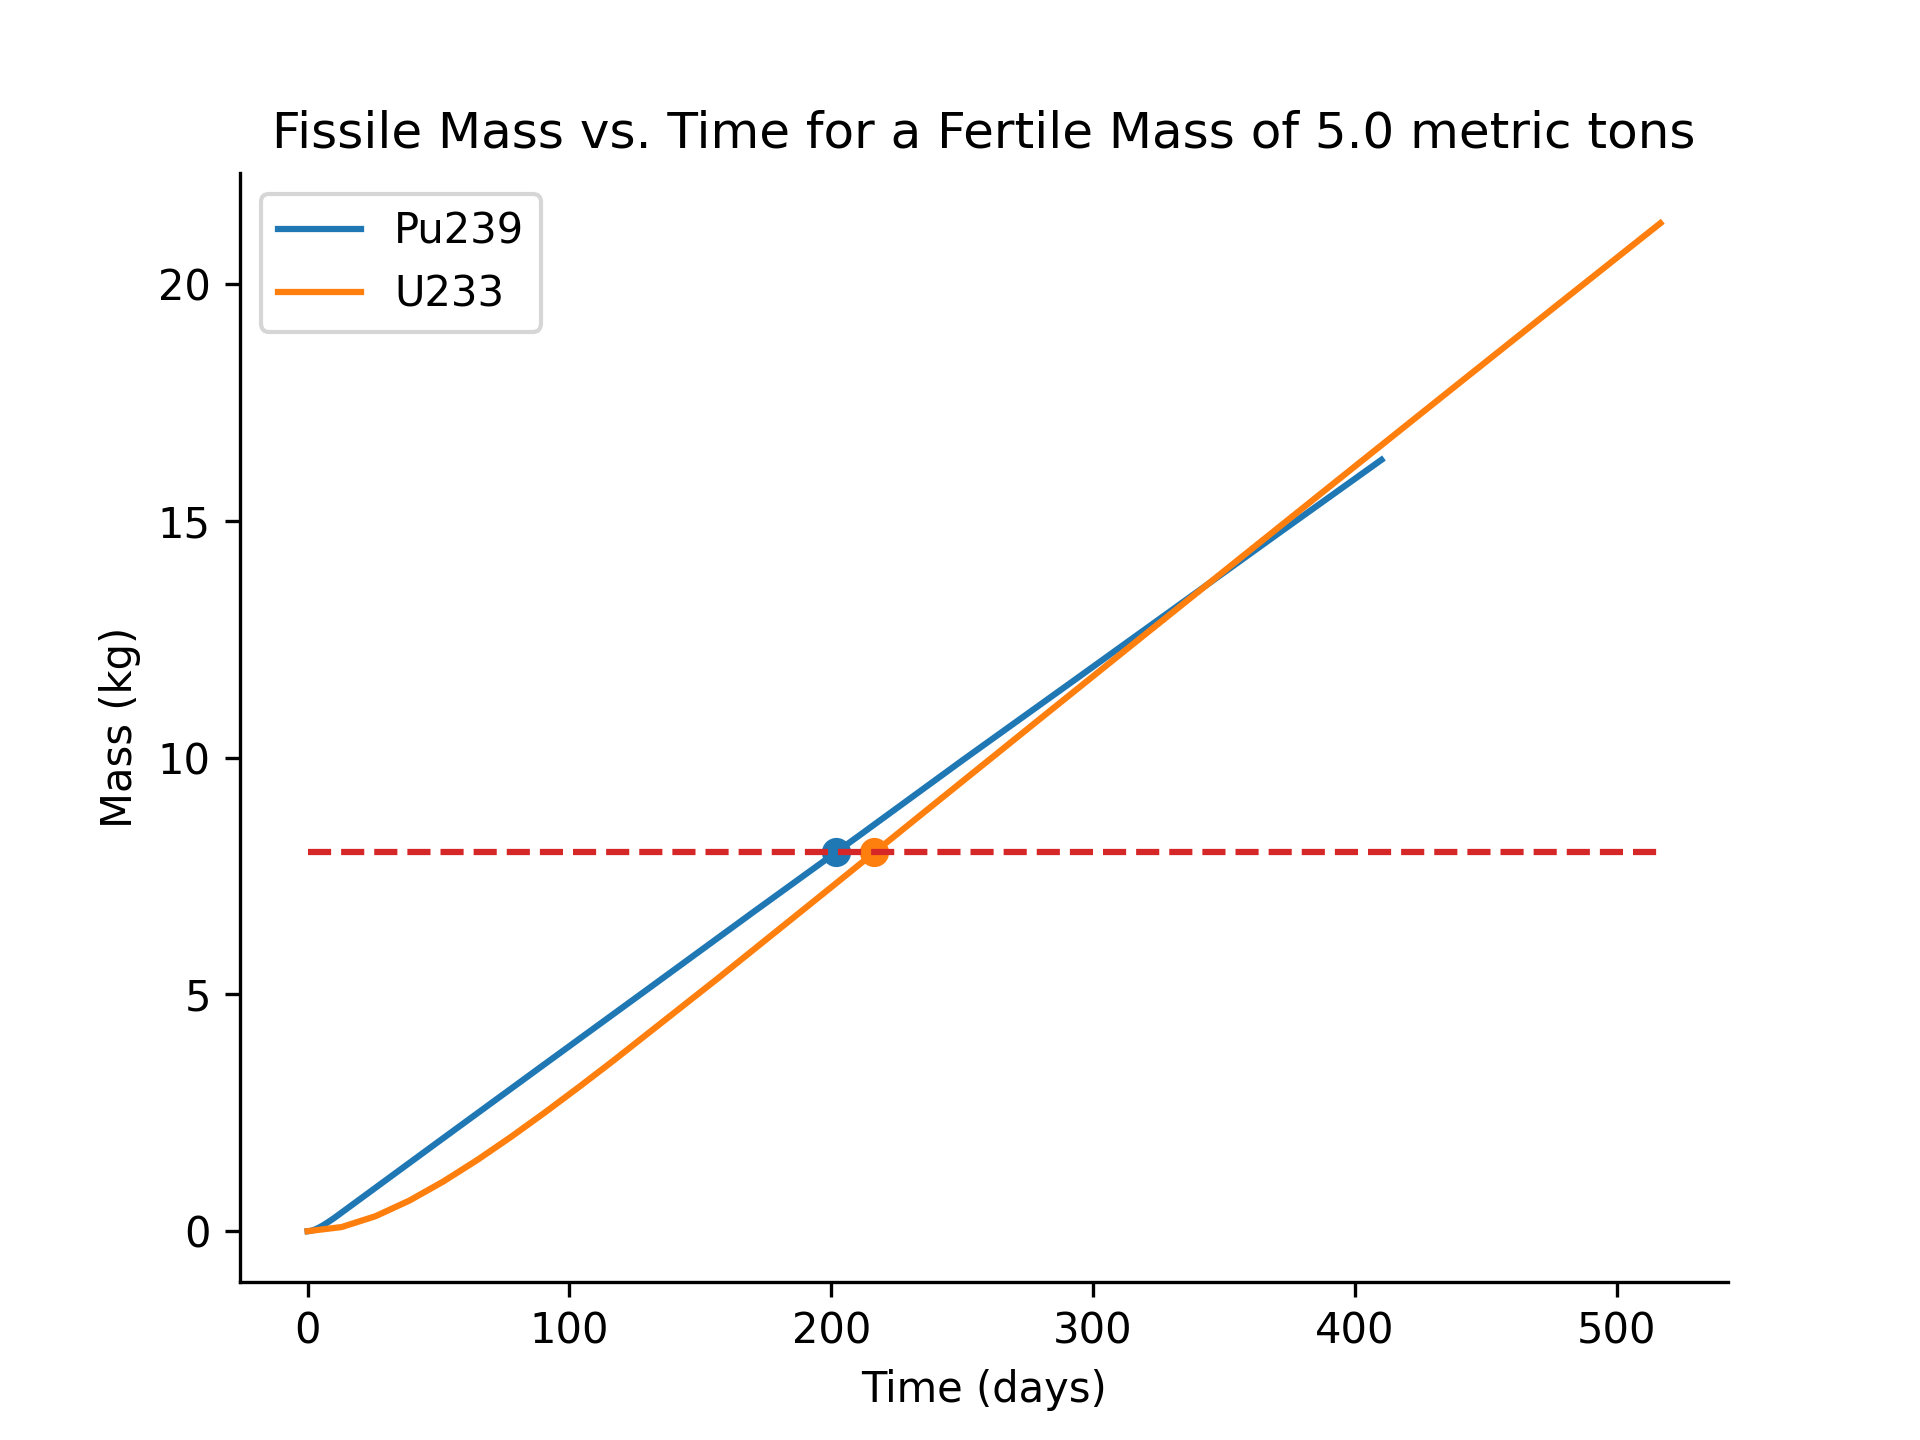 Fissile Mass vs. Time for a Fertile Mass of 5.0 metric tons
Pu239
U233
20
15
10
5
0
Mass (kg)
0 100 200 300 400 500
Time (days)